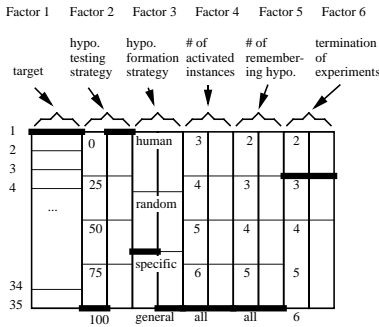 Factor 1 Factor 2 Factor 3 Factor 4 Factor 5 Factor 6
target
hypo.
testing
strategy
hypo.
formation
strategy
# of
activated
instances
# of
remember-
ing hypo.
termination
of
experiments
1 0 human 3 2 2
2
3
4 25 random 4 3 3
... 50 5 4 4
75 specific 6 5 5
34
35 100 general all all 6